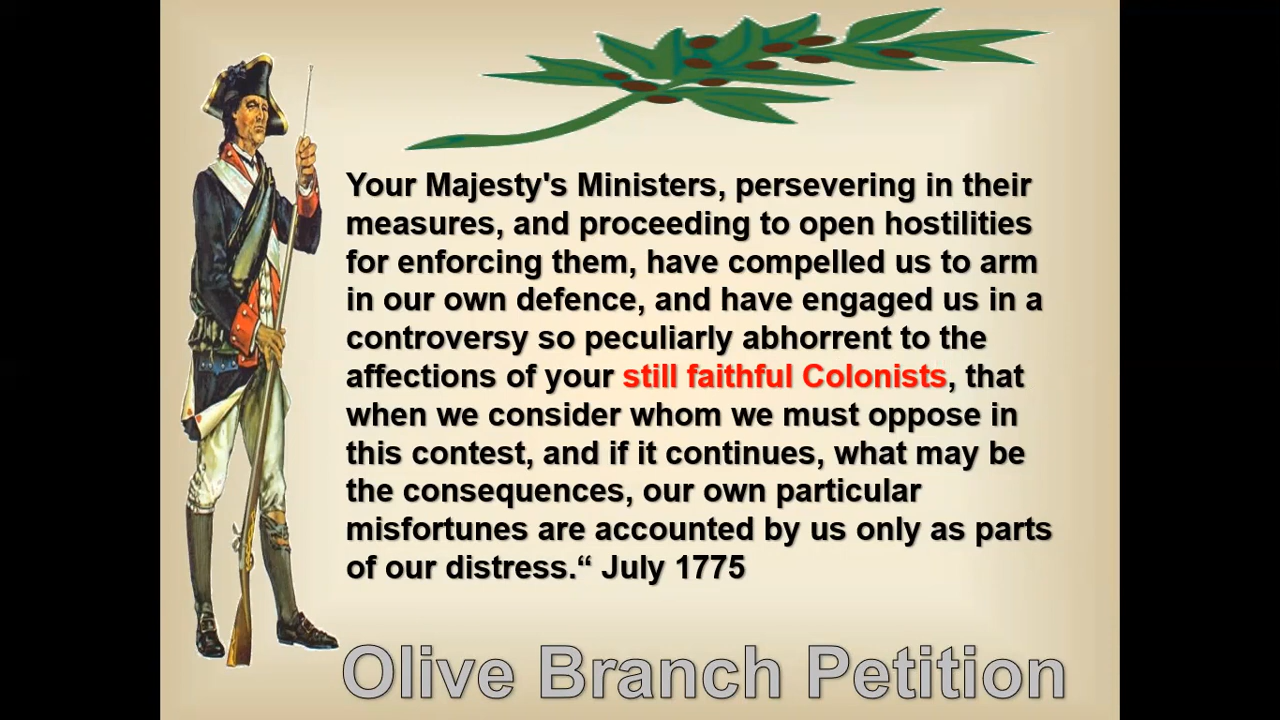 Your Majesty's Ministers, persevering in their
measures, and proceeding to open hostilities
for enforcing them, have compelled us to arm
in our own defence, and have engaged us in a
controversy so peculiarly abhorrent to the
affections of your still faithful Colonists, that
when we consider whom we must oppose in
this contest, and if it continues, what may be
the consequences, our own particular
misfortunes are accounted by us only as parts
of our distress.“ July 1775
Olive Branch Petition